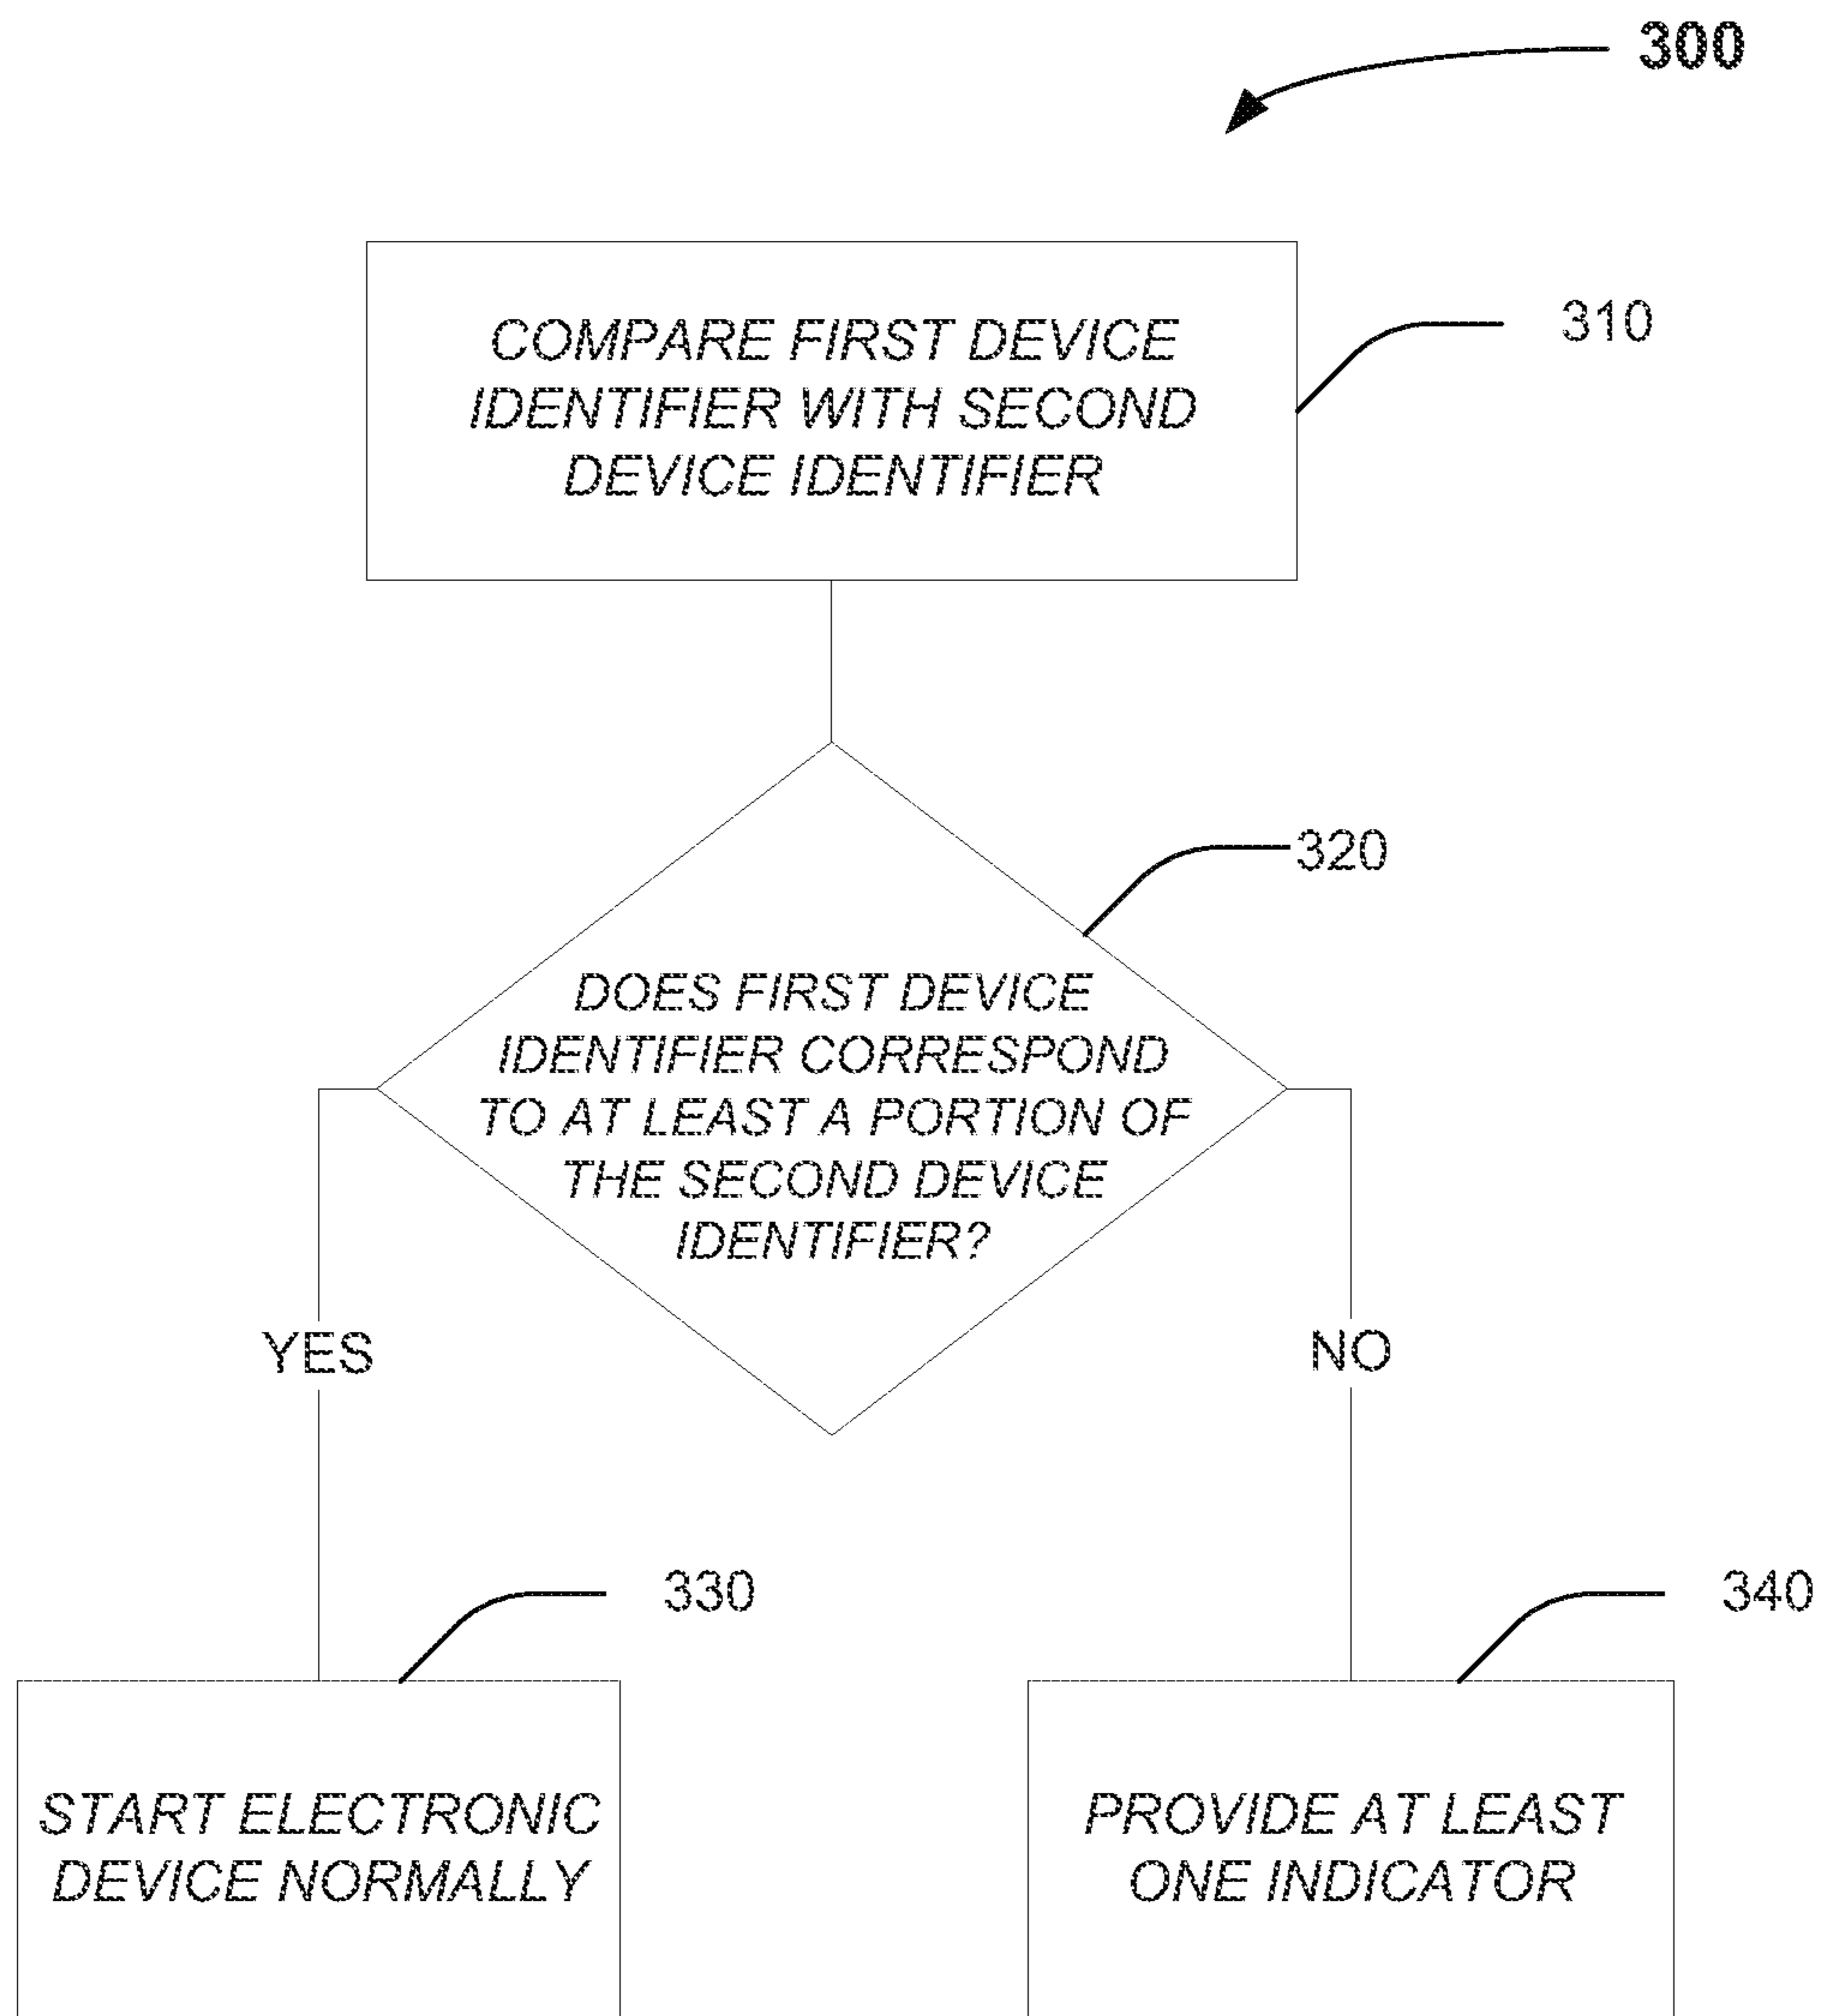 300
COMPARE FIRST DEVICE
IDENTIFIER WITH SECOND
DEVICE IDENTIFIER
310
320
DOES FIRST DEVICE
IDENTIFIER CORRESPOND
TO AT LEAST A PORTION OF
THE SECOND DEVICE
IDENTIFIER?
YES
NO
330
340
START ELECTRONIC
DEVICE NORMALLY
PROVIDE AT LEAST
ONE INDICATOR